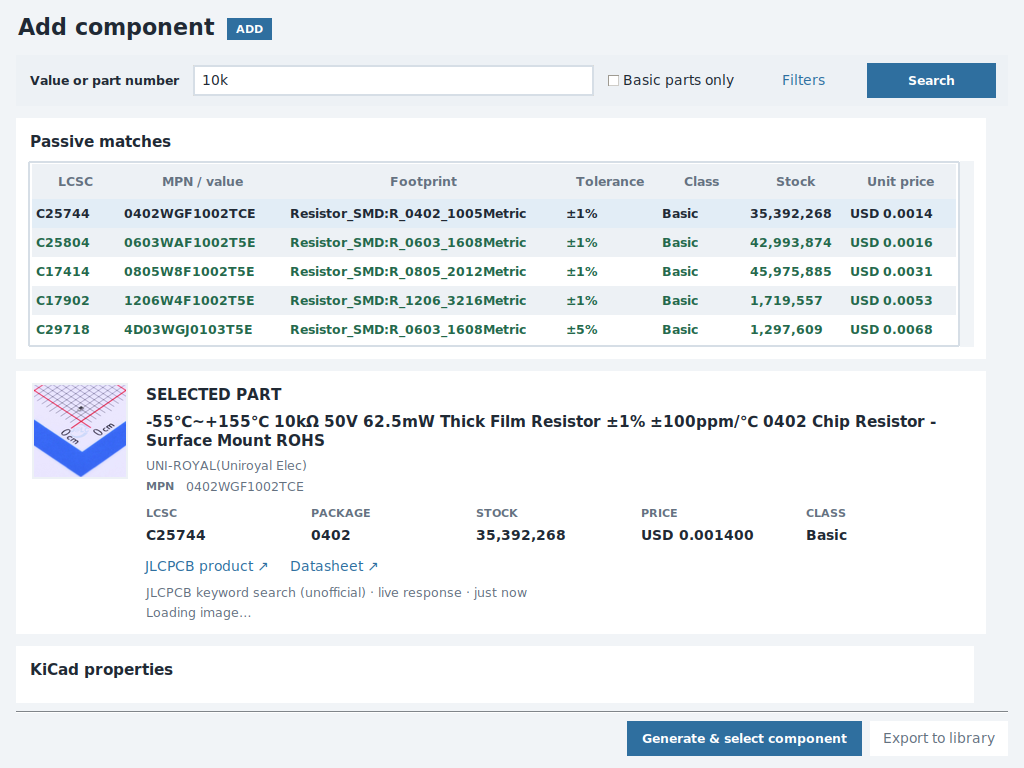 Add component ADD
Value or part number 10k Basic parts only Filters Search
Passive matches
LCSC MPN / value Footprint Tolerance Class Stock Unit price
C25744 0402WGF1002TCE Resistor_SMD:R_0402_1005Metric ±1% Basic 35,392,268 USD 0.0014
C25804 0603WAF1002T5E Resistor_SMD:R_0603_1608Metric ±1% Basic 42,993,874 USD 0.0016
C17414 0805W8F1002T5E Resistor_SMD:R_0805_2012Metric ±1% Basic 45,975,885 USD 0.0031
C17902 1206W4F1002T5E Resistor_SMD:R_1206_3216Metric ±1% Basic 1,719,557 USD 0.0053
C29718 4D03WGJ0103T5E Resistor_SMD:R_0603_1608Metric ±5% Basic 1,297,609 USD 0.0068
0cm 0cm
SELECTED PART
-55℃~+155℃ 10kΩ 50V 62.5mW Thick Film Resistor ±1% ±100ppm/℃ 0402 Chip Resistor -
Surface Mount ROHS
UNI-ROYAL(Uniroyal Elec)
MPN 0402WGF1002TCE
LCSC PACKAGE STOCK PRICE CLASS
C25744 0402 35,392,268 USD 0.001400 Basic
JLCPCB product ↗ Datasheet ↗
JLCPCB keyword search (unofficial) · live response · just now
Loading image…
KiCad properties
Generate & select component Export to library